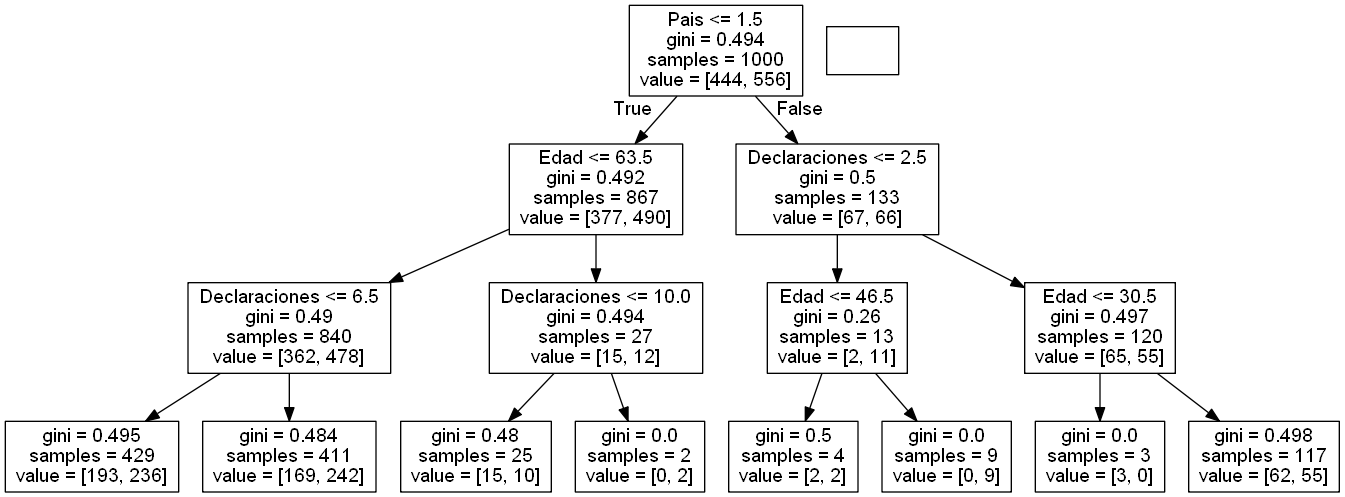 Pais <= 1.5
gini = 0.494
samples = 1000
value = [444, 556]
True
False
Edad <= 63.5
gini = 0.492
samples = 867
value = [377, 490]
Declaraciones <= 2.5
gini = 0.5
samples = 133
value = [67, 66]
Declaraciones <= 6.5
gini = 0.49
samples = 840
value = [362, 478]
Declaraciones <= 10.0
gini = 0.494
samples = 27
value = [15, 12]
Edad <= 46.5
gini = 0.26
samples = 13
value = [2, 11]
Edad <= 30.5
gini = 0.497
samples = 120
value = [65, 55]
gini = 0.495
samples = 429
value = [193, 236]
gini = 0.484
samples = 411
value = [169, 242]
gini = 0.48
samples = 25
value = [15, 10]
gini = 0.0
samples = 2
value = [0, 2]
gini = 0.5
samples = 4
value = [2, 2]
gini = 0.0
samples = 9
value = [0, 9]
gini = 0.0
samples = 3
value = [3, 0]
gini = 0.498
samples = 117
value = [62, 55]